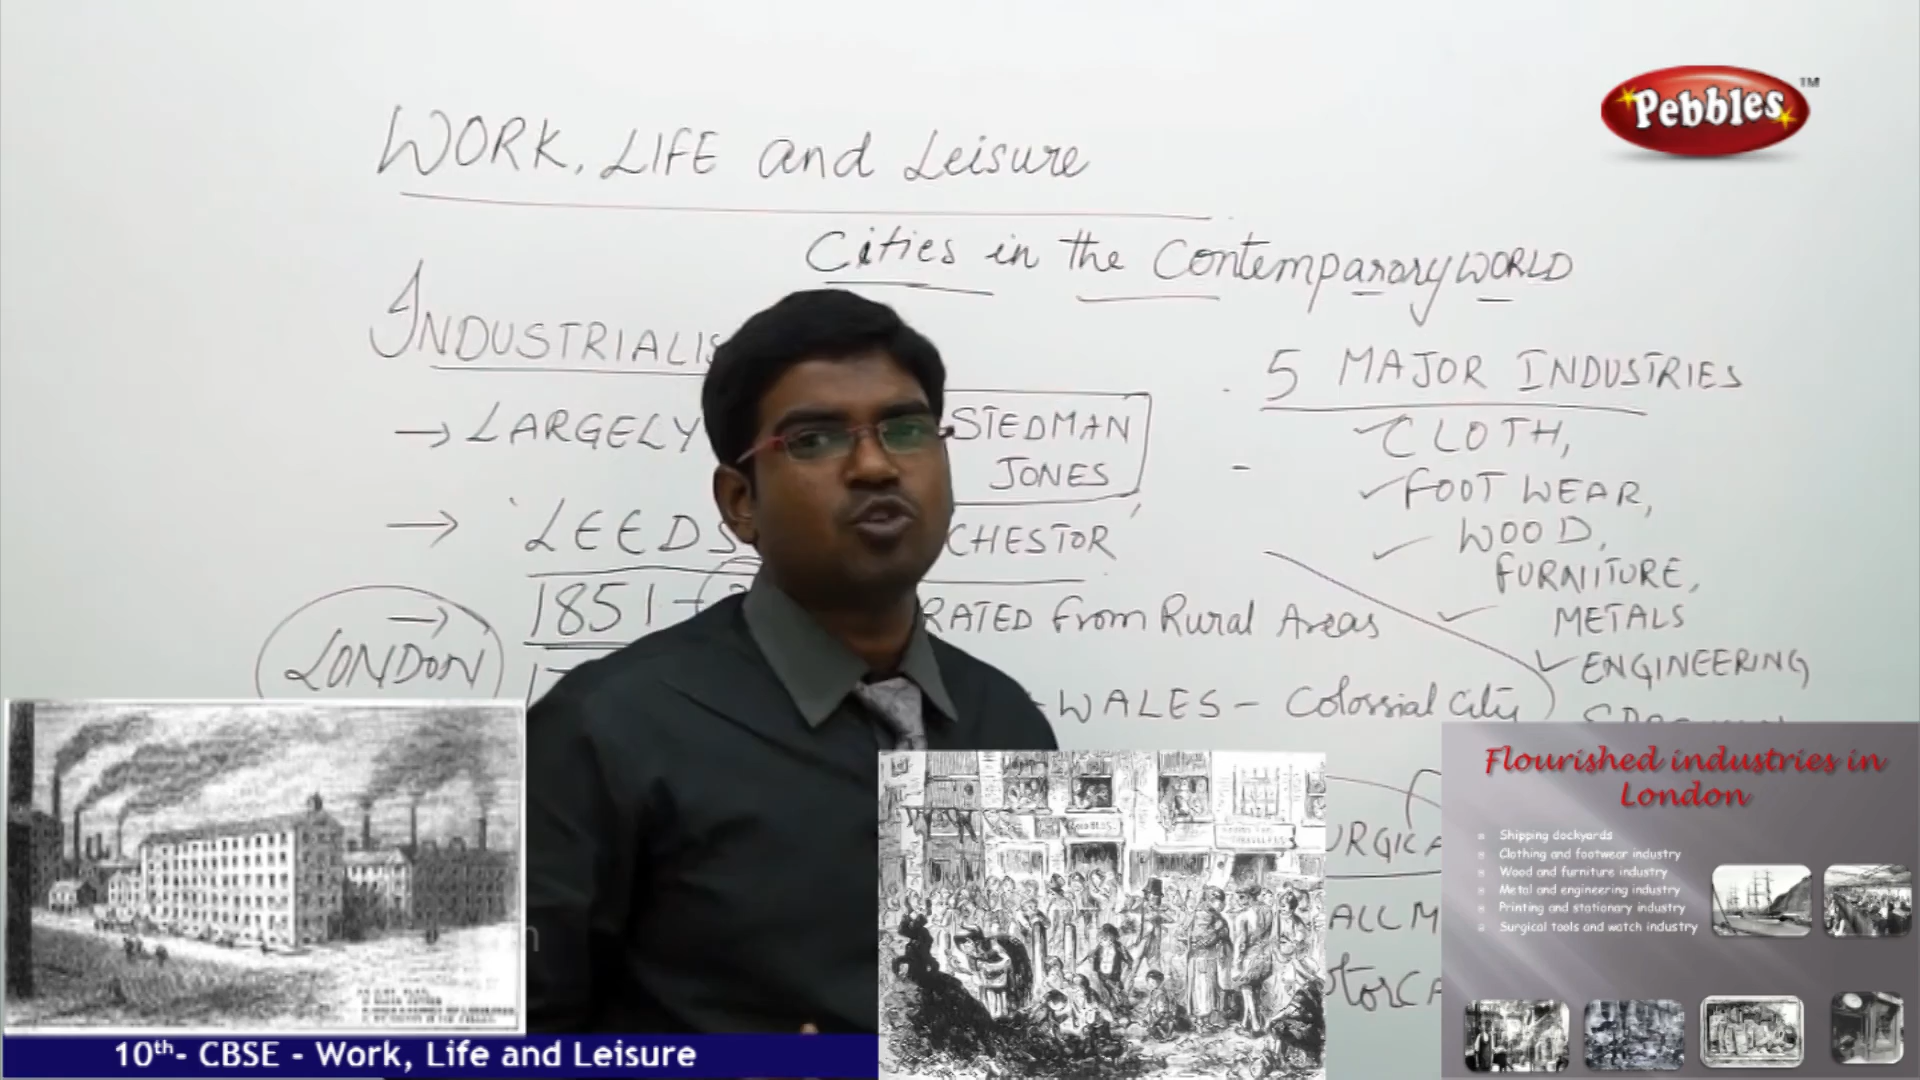 Pebbles™
WORK, LIFE and Leisure
Cities in the Contemparary WORLD
INDUSTRIALIS
→ LARGELY
STEDMAN
JONES
→ LEEDS
CHESTOR
1851 -
RATED from Rural Areas
→
LONDON
- WALES - Colossial City
5 MAJOR INDUSTRIES
CLOTH,
FOOT WEAR,
WOOD,
FURNITURE,
METALS
ENGINEERING
URGICA
ALL M
torCA
Flourished industries in
London
Shipping dockyards
Clothing and footwear industry
Wood and furniture industry
Metal and engineering industry
Printing and stationary industry
Surgical tools and watch industry
10th- CBSE - Work, Life and Leisure